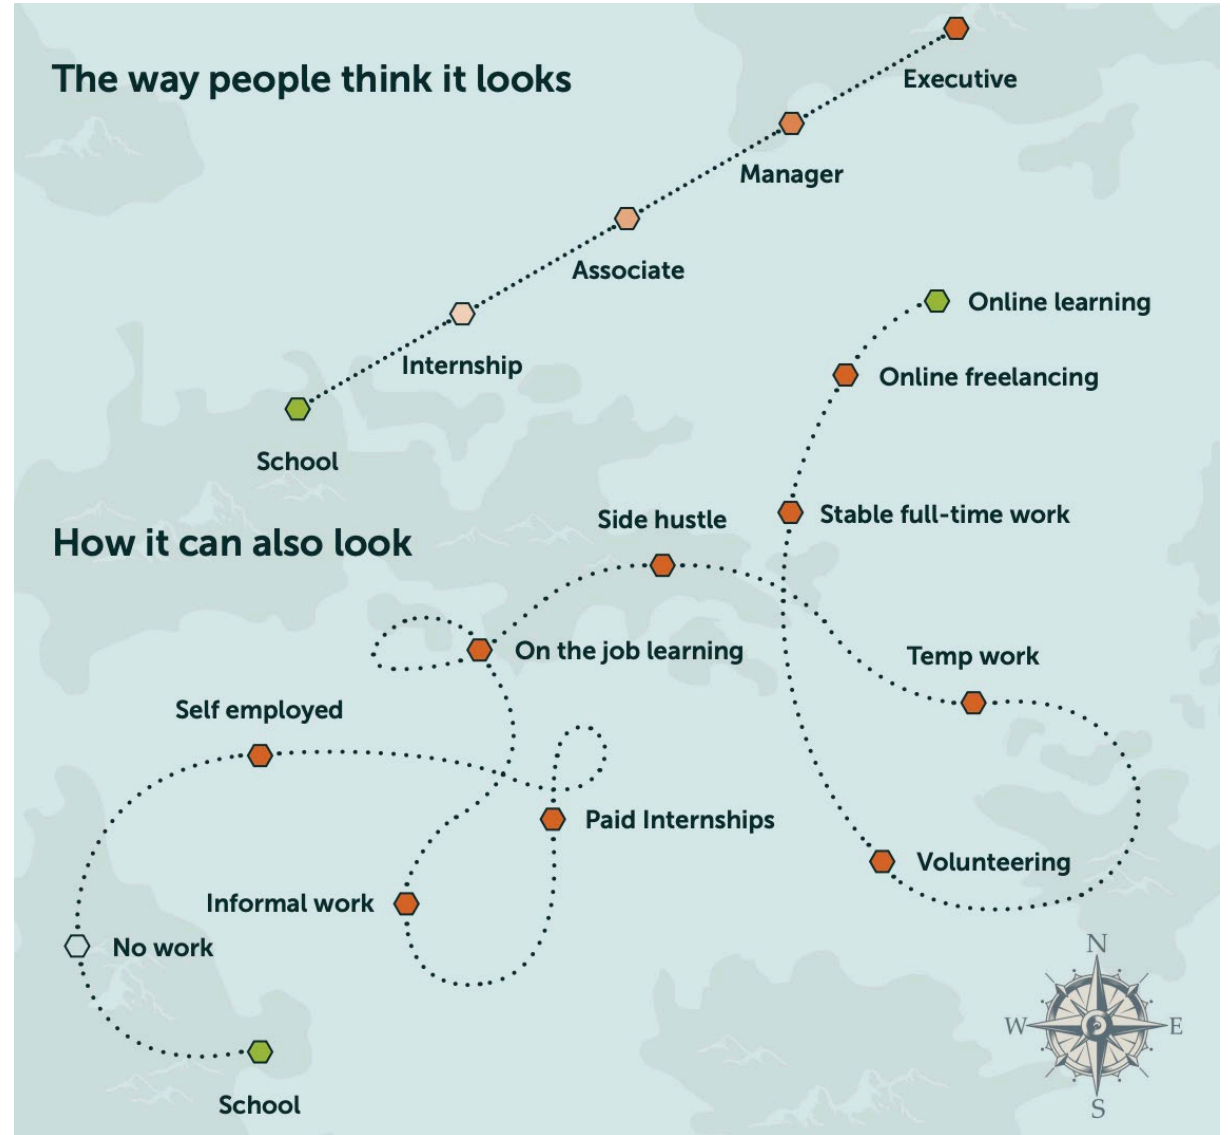 The way people think it looks
Executive
Manager
Associate
Internship
School
How it can also look
Online learning
Online freelancing
Stable full-time work
Side hustle
On the job learning
Temp work
Self employed
Paid Internships
Volunteering
Informal work
No work
School
N
W
E
S